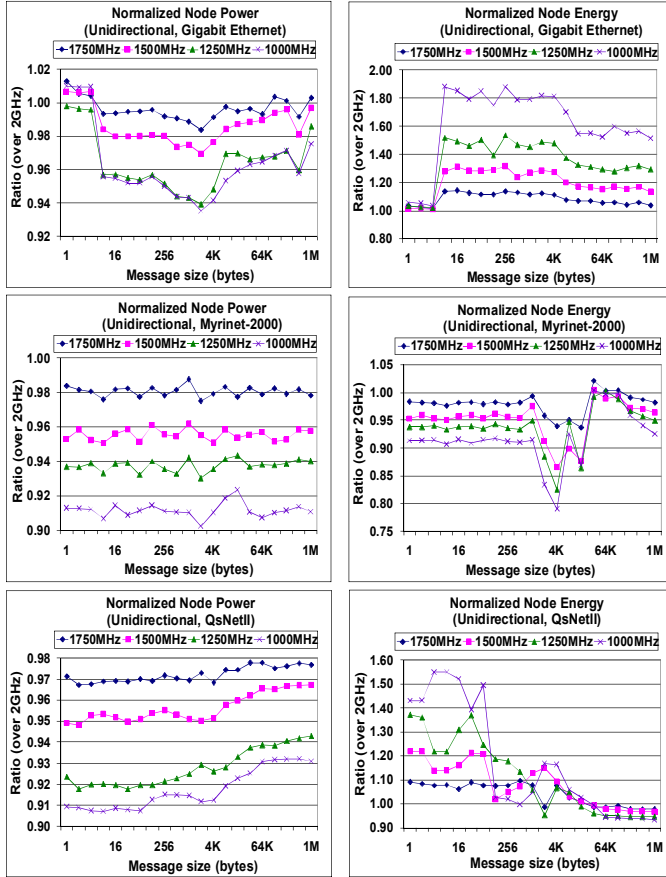 Normalized Node Power
(Unidirectional, Gigabit Ethernet)
1750MHz 1500MHz 1250MHz 1000MHz
Ratio (over 2GHz)
1.02
1.00
0.98
0.96
0.94
0.92
1 16 256 4K 64K 1M
Message size (bytes)
Normalized Node Energy
(Unidirectional, Gigabit Ethernet)
1750MHz 1500MHz 1250MHz 1000MHz
Ratio (over 2GHz)
2.00
1.80
1.60
1.40
1.20
1.00
0.80
1 16 256 4K 64K 1M
Message size (bytes)
Normalized Node Power
(Unidirectional, Myrinet-2000)
1750MHz 1500MHz 1250MHz 1000MHz
Ratio (over 2GHz)
1.00
0.98
0.96
0.94
0.92
0.90
1 16 256 4K 64K 1M
Message size (bytes)
Normalized Node Energy
(Unidirectional, Myrinet-2000)
1750MHz 1500MHz 1250MHz 1000MHz
Ratio (over 2GHz)
1.05
1.00
0.95
0.90
0.85
0.80
0.75
1 16 256 4K 64K 1M
Message size (bytes)
Normalized Node Power
(Unidirectional, QsNetII)
1750MHz 1500MHz 1250MHz 1000MHz
Ratio (over 2GHz)
0.98
0.97
0.95
0.93
0.91
0.90
1 16 256 4K 64K 1M
Message size (bytes)
Normalized Node Energy
(Unidirectional, QsNetII)
1750MHz 1500MHz 1250MHz 1000MHz
Ratio (over 2GHz)
1.60
1.50
1.40
1.30
1.20
1.10
1.00
0.90
1 16 256 4K 64K 1M
Message size (bytes)